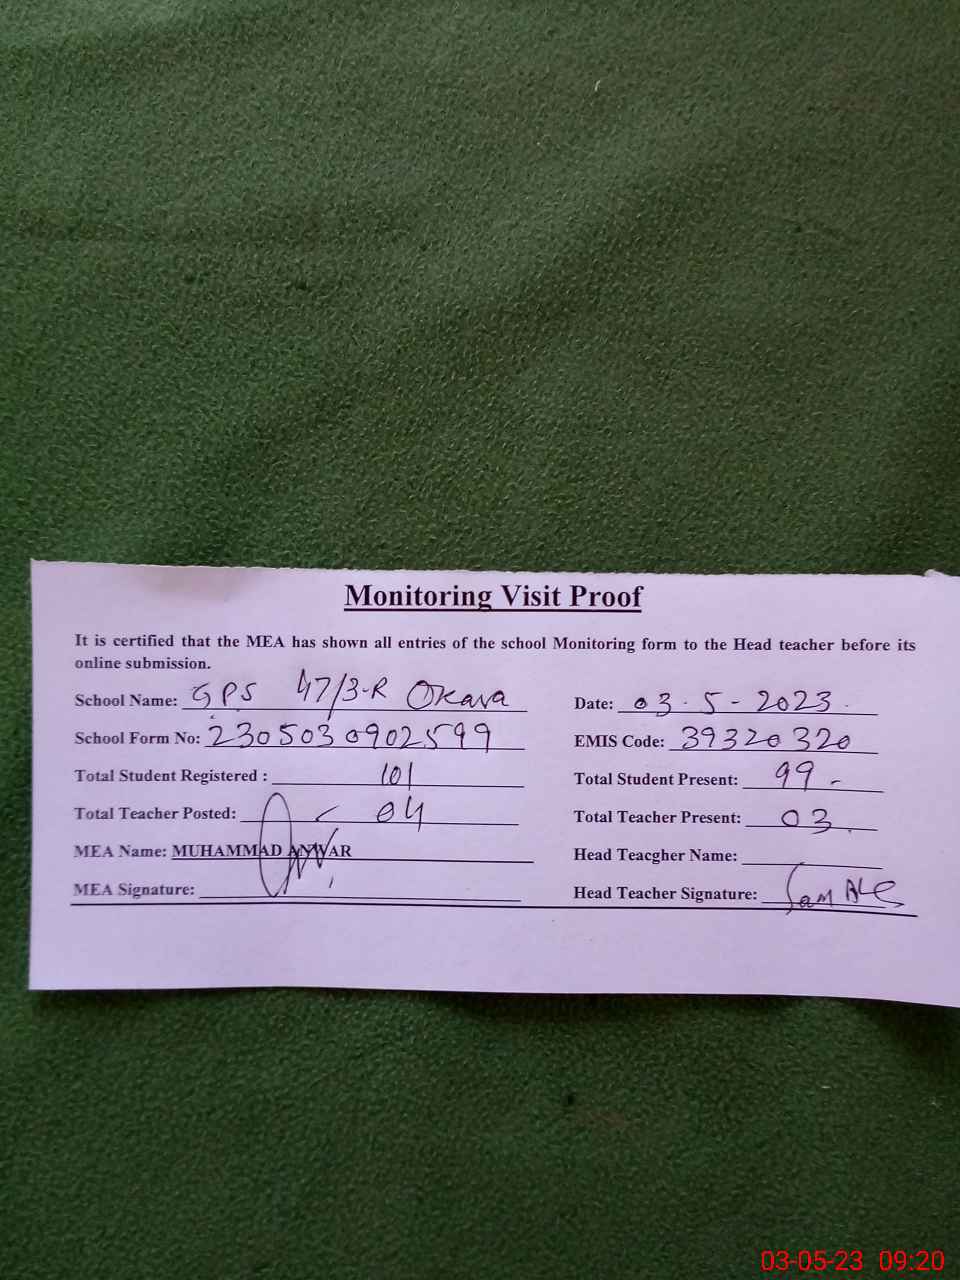 Monitoring Visit Proof
It is certified that the MEA has shown all entries of the school Monitoring form to the Head teacher before its
online submission.
School Name: GPS 47/3-R Okara
Date: 03-5-2023
School Form No: 2305030902599
EMIS Code: 39320320
Total Student Registered : 101
Total Student Present: 99
Total Teacher Posted: 04
Total Teacher Present: 03
MEA Name: MUHAMMAD ANWAR
Head Teacgher Name:
MEA Signature:
Head Teacher Signature:
03-05-23 09:20